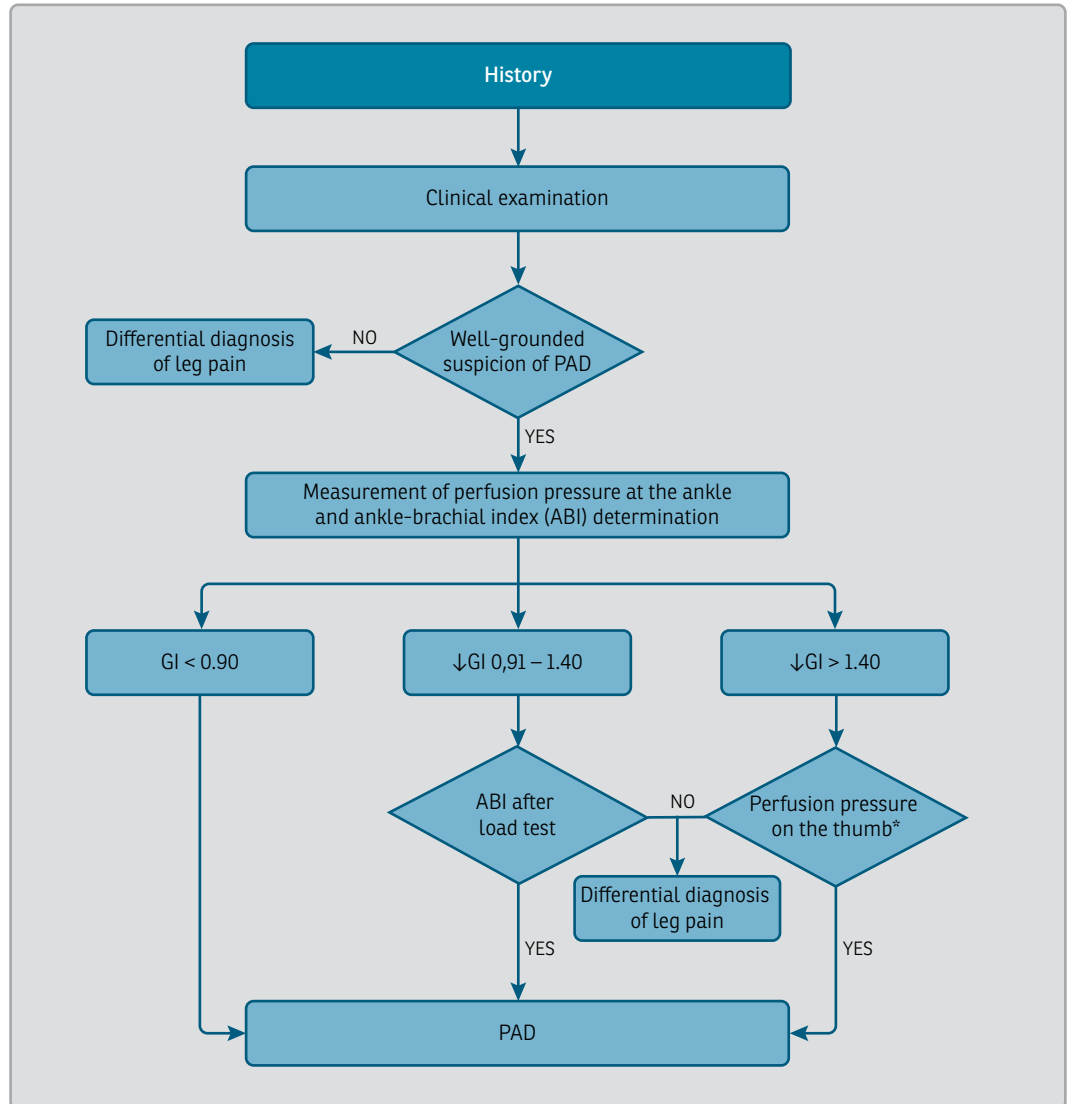 History
Clinical examination
Well-grounded
suspicion of PAD
NO
Differential diagnosis
of leg pain
YES
Measurement of perfusion pressure at the ankle
and ankle-brachial index (ABI) determination
GI < 0.90
↓GI 0,91 – 1.40
↓GI > 1.40
ABI after
load test
NO
Perfusion pressure
on the thumb*
Differential diagnosis
of leg pain
YES
YES
PAD